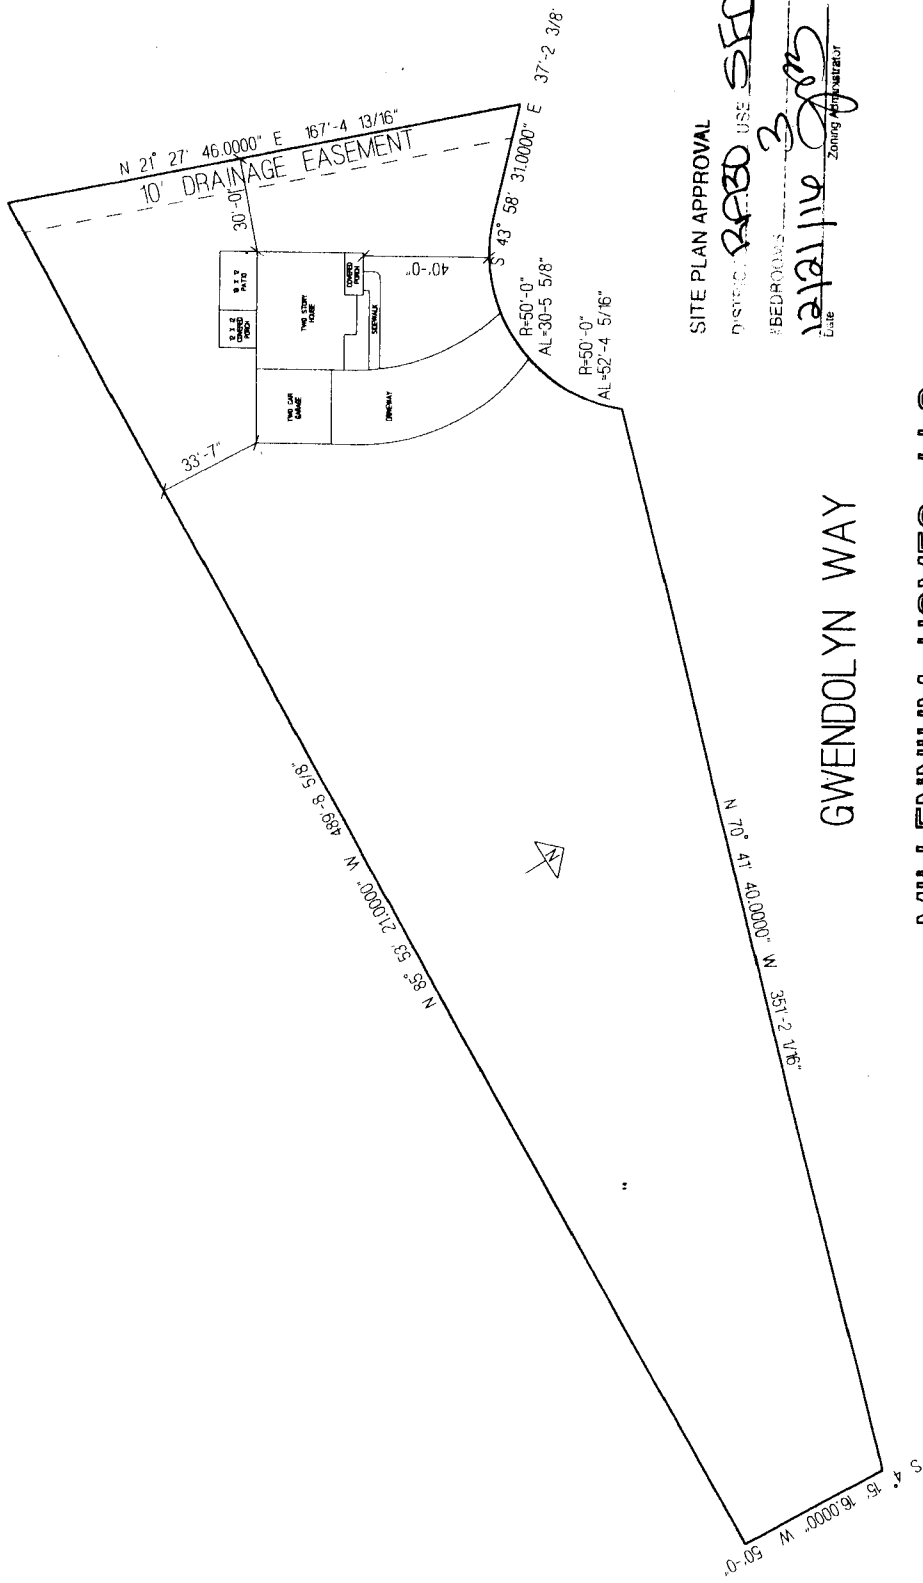 N 21° 27' 46.0000" E 167'-4 13/16"
10' DRAINAGE EASEMENT
30'-0"
12 X 12
COVERED
PORCH
PATIO
TWO STORY
HOUSE
COVERED
PORCH
SIDEWALK
TWO CAR
GARAGE
DRIVEWAY
40'-0"
33'-7"
S 43° 58' 31.0000" E 37'-2 3/8"
R=50'-0"
AL=30-5 5/8"
R=50'-0"
AL=52'-4 5/16"
N 85° 53' 21.0000" W 489'-8 5/8"
N
N 70° 41' 40.0000" W 351'-2 1/16"
S 4° 15' 16.0000" W 50'-0"
SITE PLAN APPROVAL
DISTRICT USE SFD
#BEDROOMS 3
12/21/16
Date Zoning Administrator
GWENDOLYN WAY